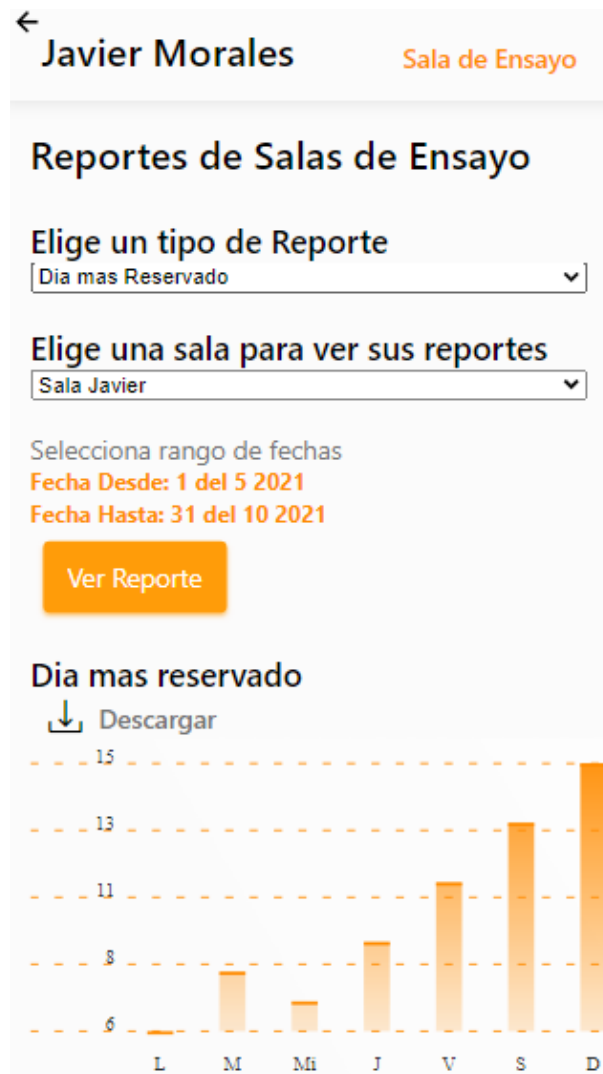 Javier Morales
Sala de Ensayo
Reportes de Salas de Ensayo
Elige un tipo de Reporte
Dia mas Reservado
Elige una sala para ver sus reportes
Sala Javier
Selecciona rango de fechas
Fecha Desde: 1 del 5 2021
Fecha Hasta: 31 del 10 2021
Ver Reporte
Dia mas reservado
Descargar
15
13
11
8
6
L M Mi J V S D